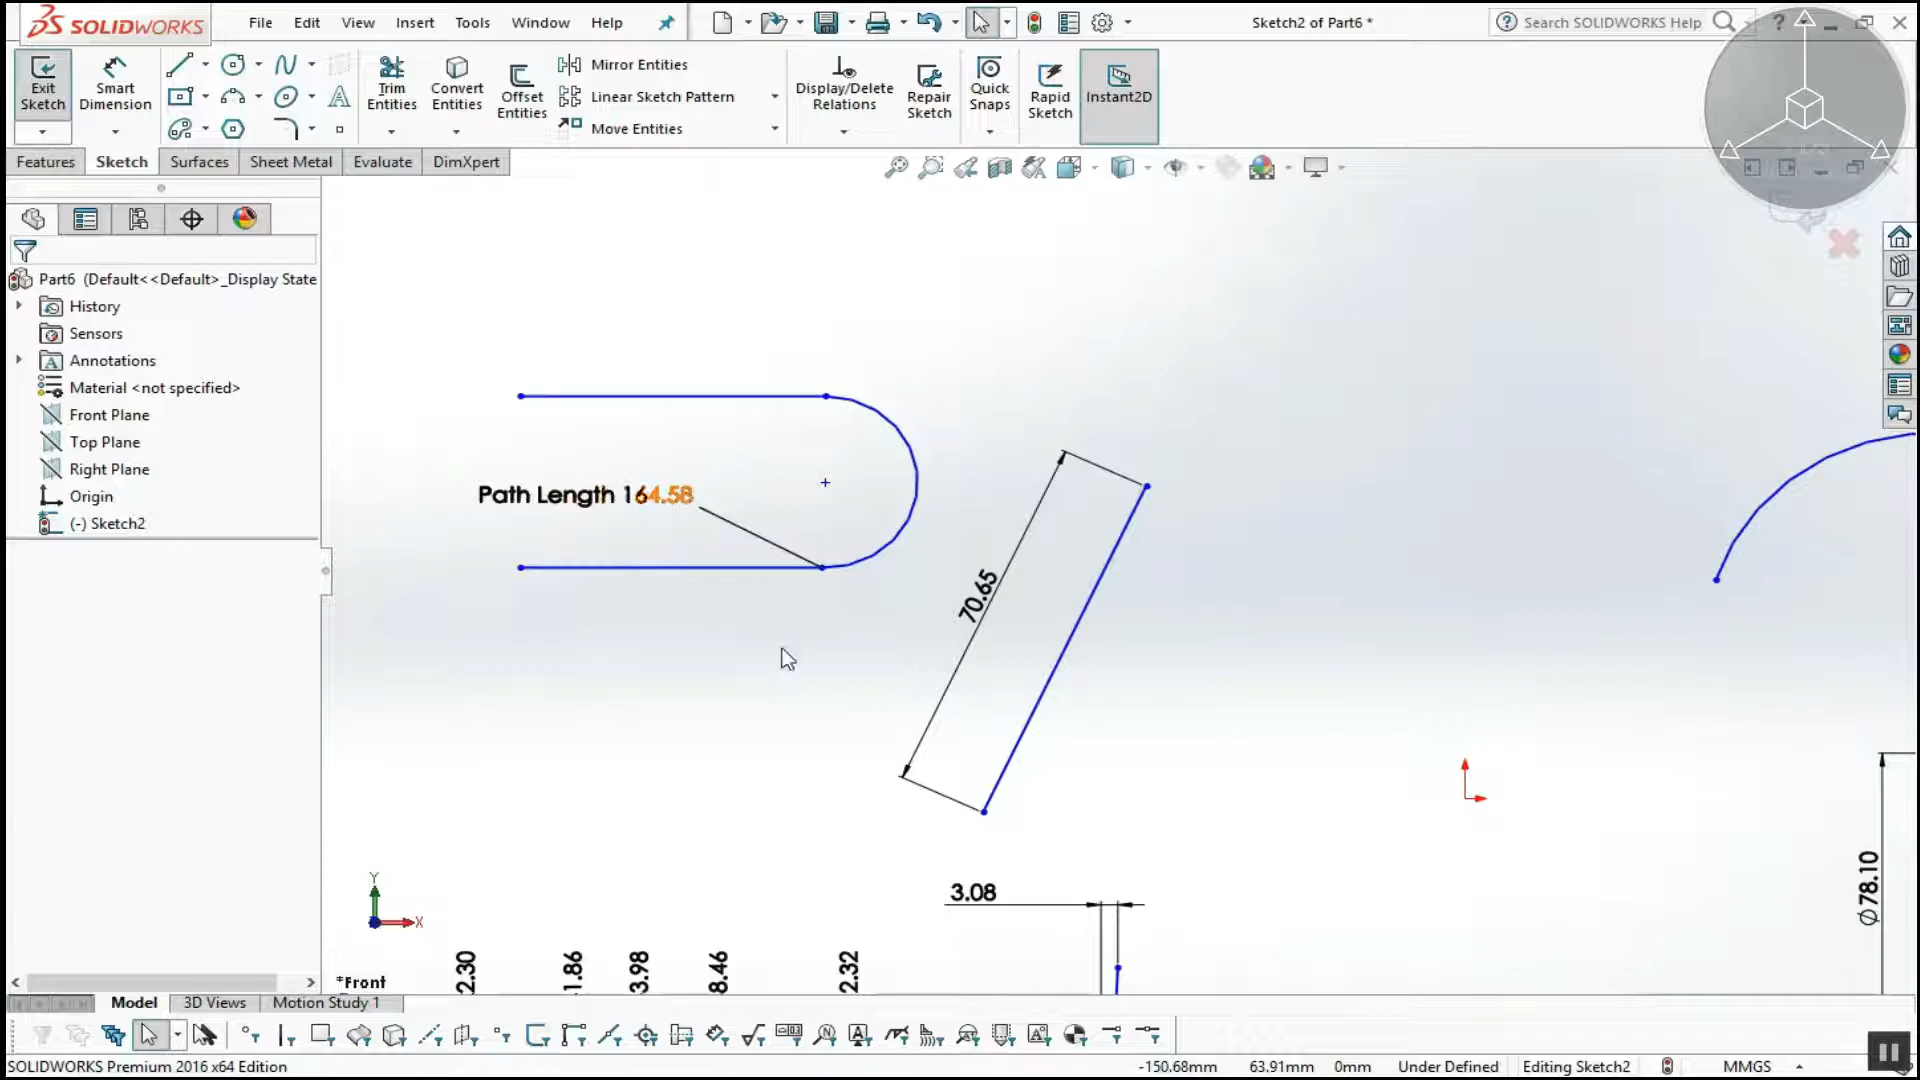 SOLIDWORKS
File Edit View Insert Tools Window Help
Sketch2 of Part6 *
Search SOLIDWORKS Help
Exit Sketch
Smart Dimension
Trim Entities
Convert Entities
Offset Entities
Mirror Entities
Linear Sketch Pattern
Move Entities
Display/Delete Relations
Repair Sketch
Quick Snaps
Rapid Sketch
Instant2D
Features Sketch Surfaces Sheet Metal Evaluate DimXpert
Part6 (Default<<Default>_Display State
History
Sensors
Annotations
Material <not specified>
Front Plane
Top Plane
Right Plane
Origin
(-) Sketch2
Path Length 164.58
70.65
3.08
Ø78.10
2.30
1.86
3.98
8.46
2.32
Y
X
*Front
Model 3D Views Motion Study 1
SOLIDWORKS Premium 2016 x64 Edition
-150.68mm 63.91mm 0mm Under Defined Editing Sketch2 MMGS